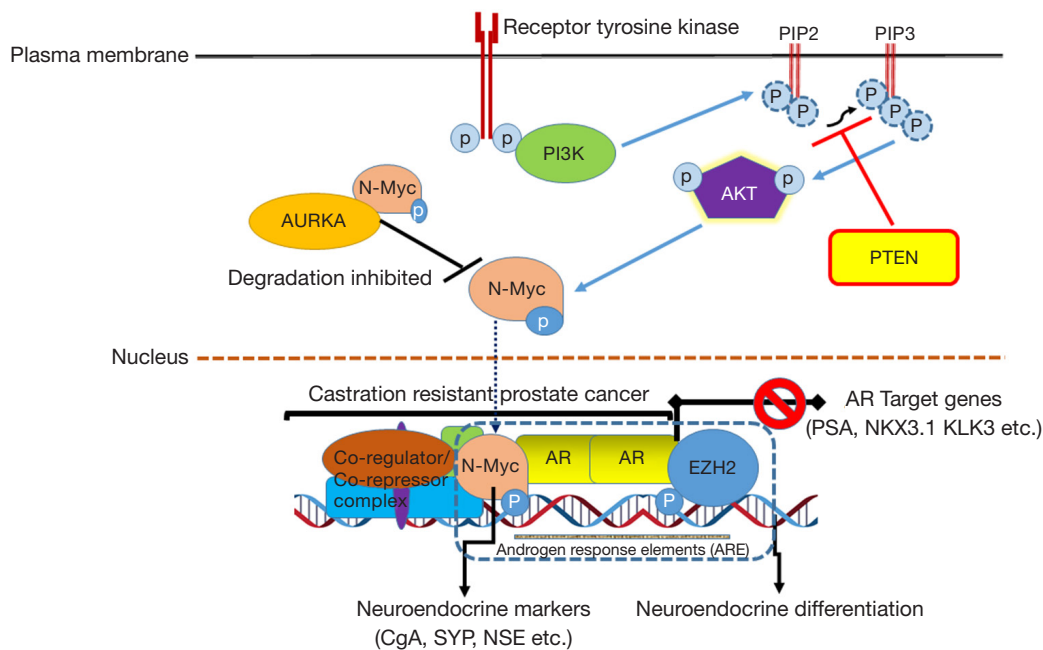 Receptor tyrosine kinase
PIP2
PIP3
Plasma membrane
P
P
P
P
P
p
p
PI3K
N-Myc
p
AURKA
p
p
AKT
PTEN
Degradation inhibited
N-Myc
p
Nucleus
Castration resistant prostate cancer
AR Target genes
(PSA, NKX3.1 KLK3 etc.)
Co-regulator/
Co-repressor
complex
N-Myc
AR
AR
EZH2
P
P
Androgen response elements (ARE)
Neuroendocrine markers
(CgA, SYP, NSE etc.)
Neuroendocrine differentiation